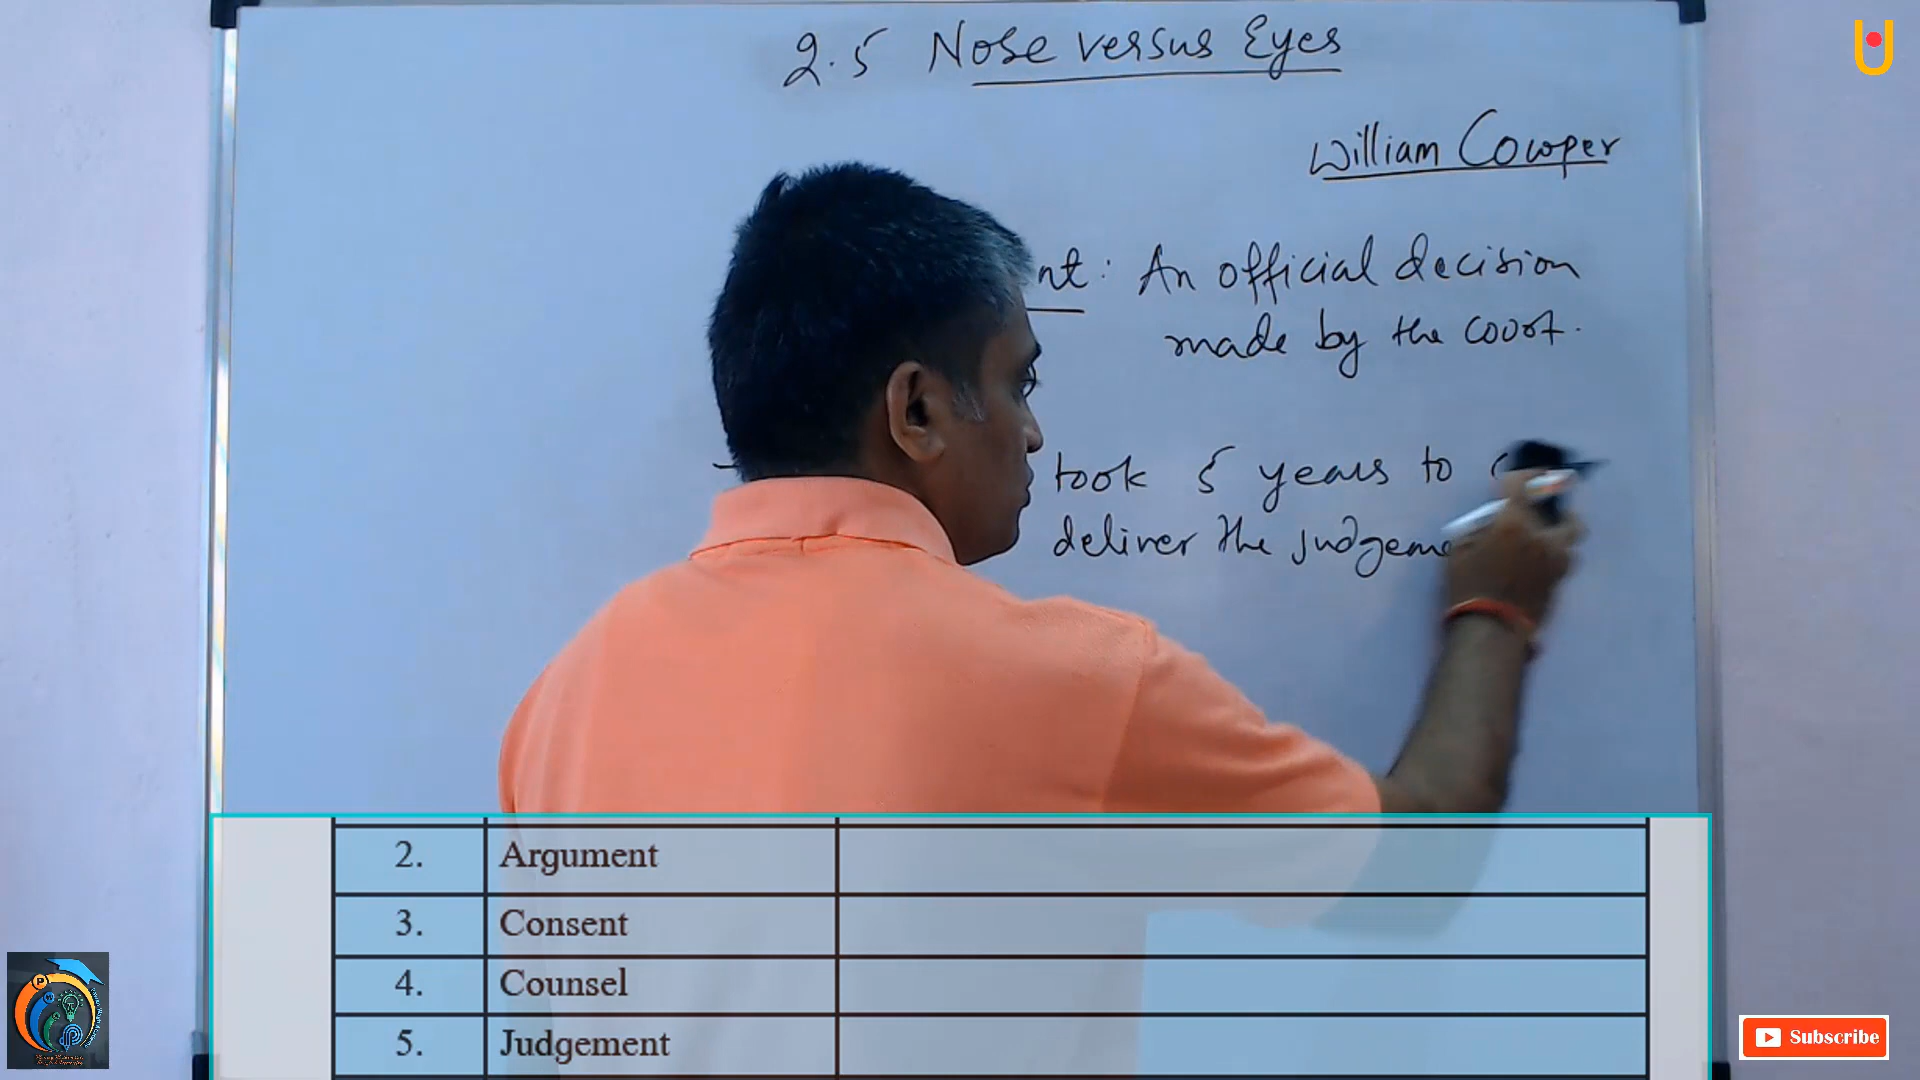 2.5 Nose versus Eyes
William Cowper
nt: An official decision
made by the court.
took 5 years to
deliver the judgeme
2. Argument
3. Consent
4. Counsel
5. Judgement
Subscribe